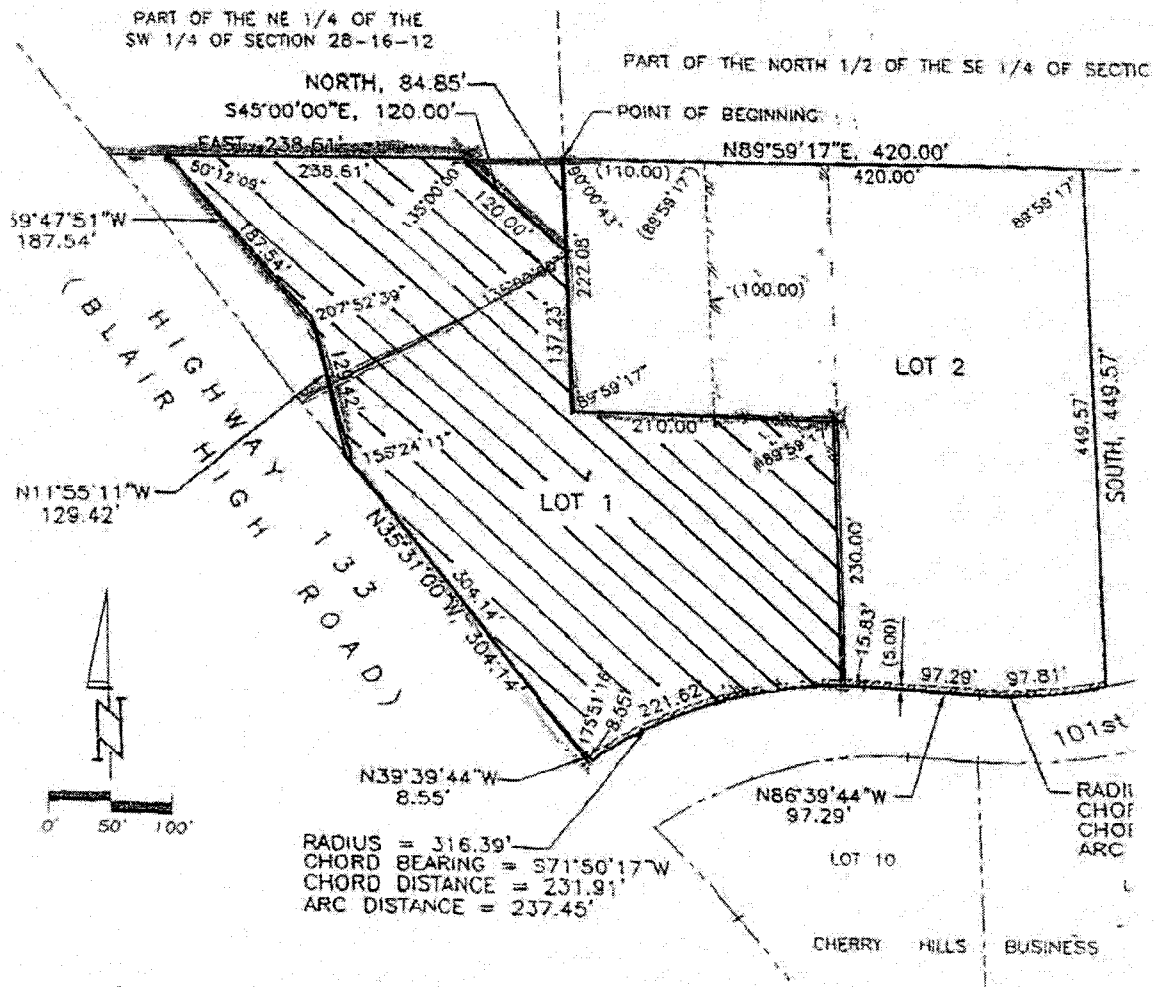 PART OF THE NE 1/4 OF THE
SW 1/4 OF SECTION 28-16-12
PART OF THE NORTH 1/2 OF THE SE 1/4 OF SECTIC
NORTH, 84.85'
S45°00'00"E, 120.00'
POINT OF BEGINNING
EAST 238.61'
238.61'
N89°59'17"E, 420.00'
(110.00)
420.00'
50°12'09"
135°00'00"
120.00'
90°00'43"
(89°59'17")
89°59'17"
59°47'51"W
187.54'
187.54'
222.08'
(100.00)
135°00'00"
207°52'39"
137.23'
HIGHWAY 133
(BLAIR HIGH ROAD)
129.42'
LOT 2
449.57'
SOUTH, 449.57'
89°59'17"
210.00'
N11°55'11"W
129.42'
LOT 1
N35°31'00"W, 304.14'
304.14'
230.00'
15.83'
(5.00)
97.29'
97.81'
175°51'16"
8.55'
221.62'
101st
N39°39'44"W
8.55'
N86°39'44"W
97.29'
0' 50' 100'
RADIUS = 316.39'
CHORD BEARING = S71°50'17"W
CHORD DISTANCE = 231.91'
ARC DISTANCE = 237.45'
RADIU
CHOR
CHOR
ARC
LOT 10
CHERRY HILLS BUSINESS